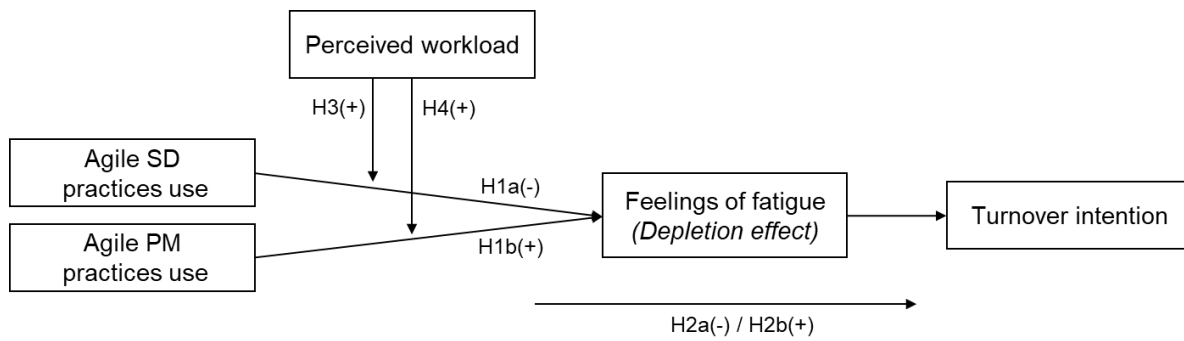 Perceived workload
H3(+)
H4(+)
Agile SD
practices use
H1a(-)
Feelings of fatigue
(Depletion effect)
Turnover intention
Agile PM
practices use
H1b(+)
H2a(-) / H2b(+)